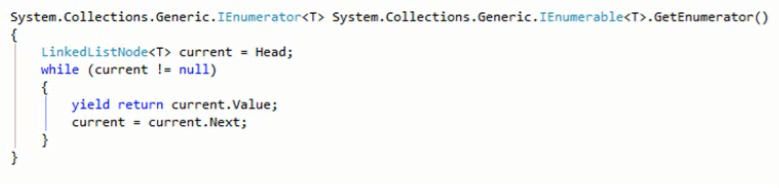 System.Collections.Generic.IEnumerator<T> System.Collections.Generic.IEnumerable<T>.GetEnumerator()
{
    LinkedListNode<T> current = Head;
    while (current != null)
    {
        yield return current.Value;
        current = current.Next;
    }
}